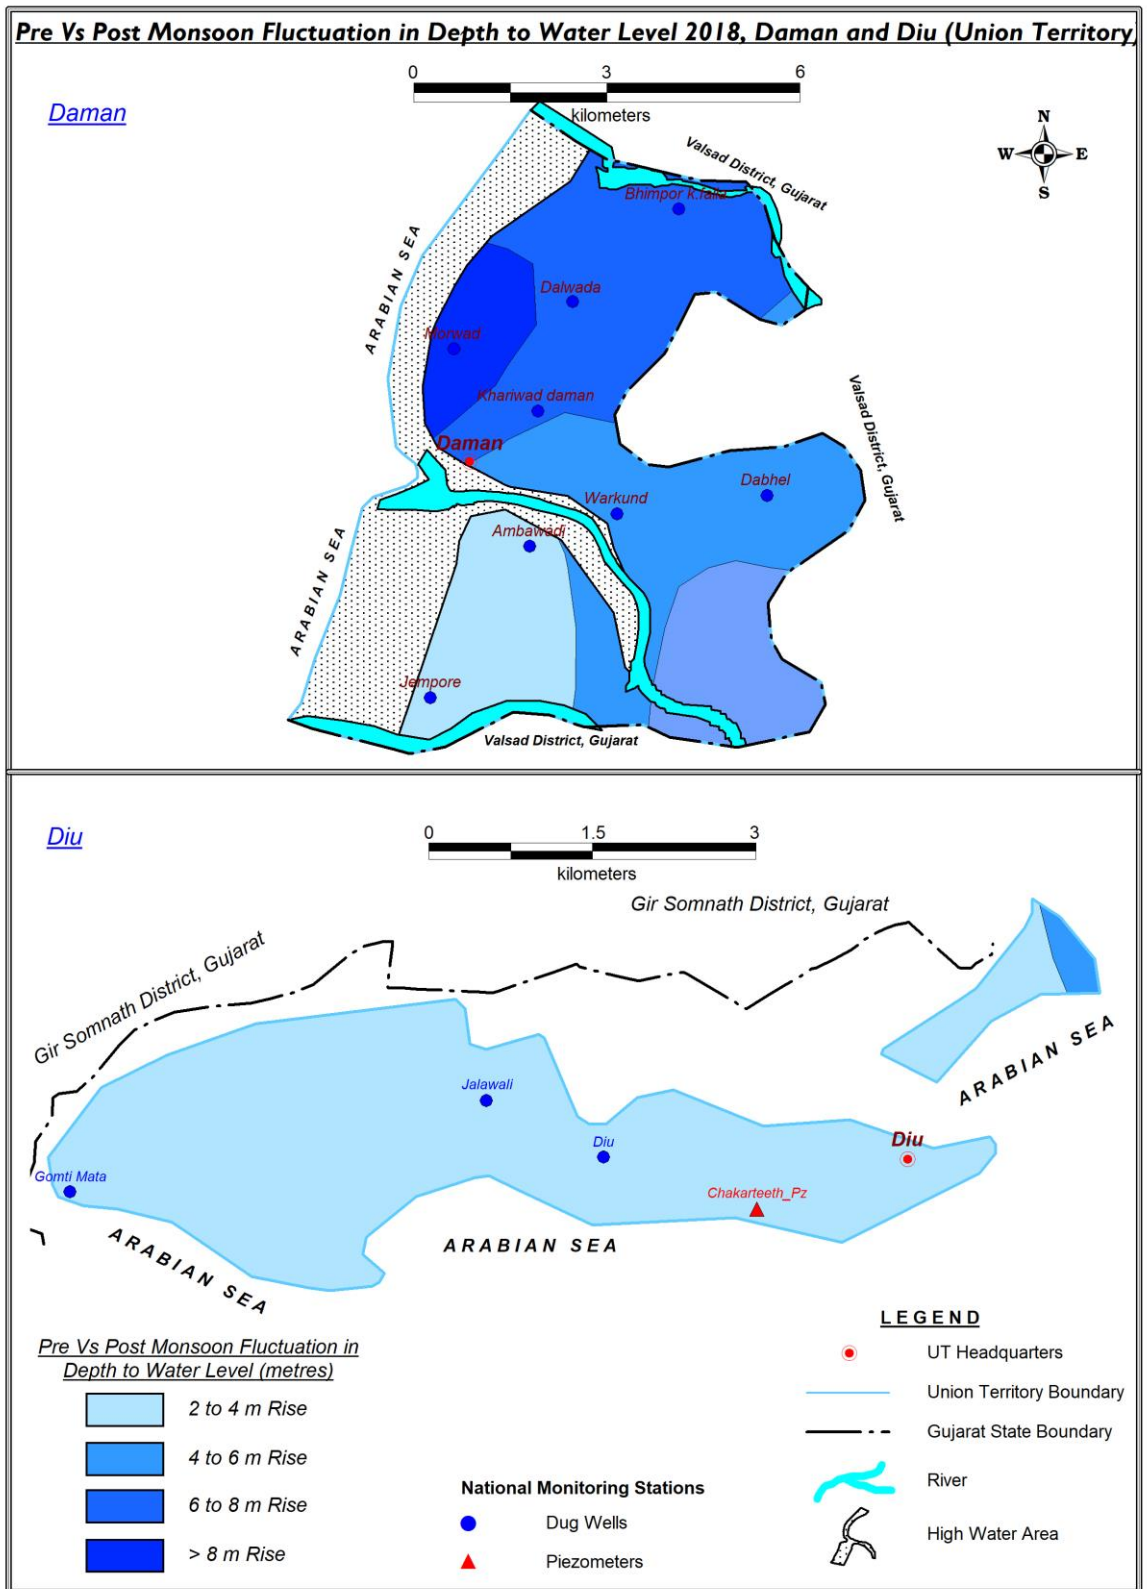 Pre Vs Post Monsoon Fluctuation in Depth to Water Level 2018, Daman and Diu (Union Territory)
Daman
0 3 6
kilometers
N
W E
S
Valsad District, Gujarat
Bhimpor k.falia
ARABIAN SEA
Dalwada
Morwad
Khariwad daman
Valsad District, Gujarat
Daman
Dabhel
Warkund
Ambawadi
ARABIAN SEA
Jempore
Valsad District, Gujarat
Diu
0 1.5 3
kilometers
Gir Somnath District, Gujarat
Gir Somnath District, Gujarat
ARABIAN SEA
Jalawali
Diu
Diu
Gomti Mata
Chakarteeth_Pz
ARABIAN SEA
ARABIAN SEA
Pre Vs Post Monsoon Fluctuation in
Depth to Water Level (metres)
2 to 4 m Rise
4 to 6 m Rise
6 to 8 m Rise
> 8 m Rise
National Monitoring Stations
Dug Wells
Piezometers
LEGEND
UT Headquarters
Union Territory Boundary
Gujarat State Boundary
River
High Water Area